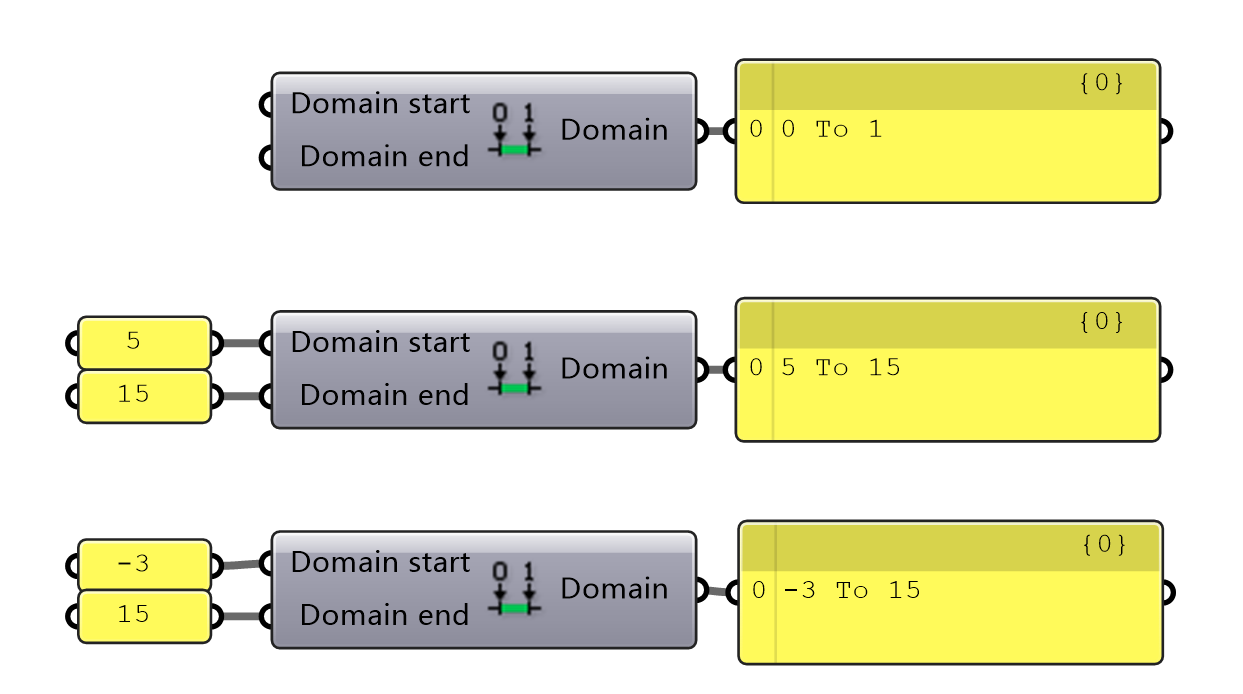 {0}
Domain start
0 1
Domain
0 0 To 1
Domain end
{0}
5
Domain start
0 1
Domain
0 5 To 15
15
Domain end
{0}
-3
Domain start
0 1
Domain
0 -3 To 15
15
Domain end